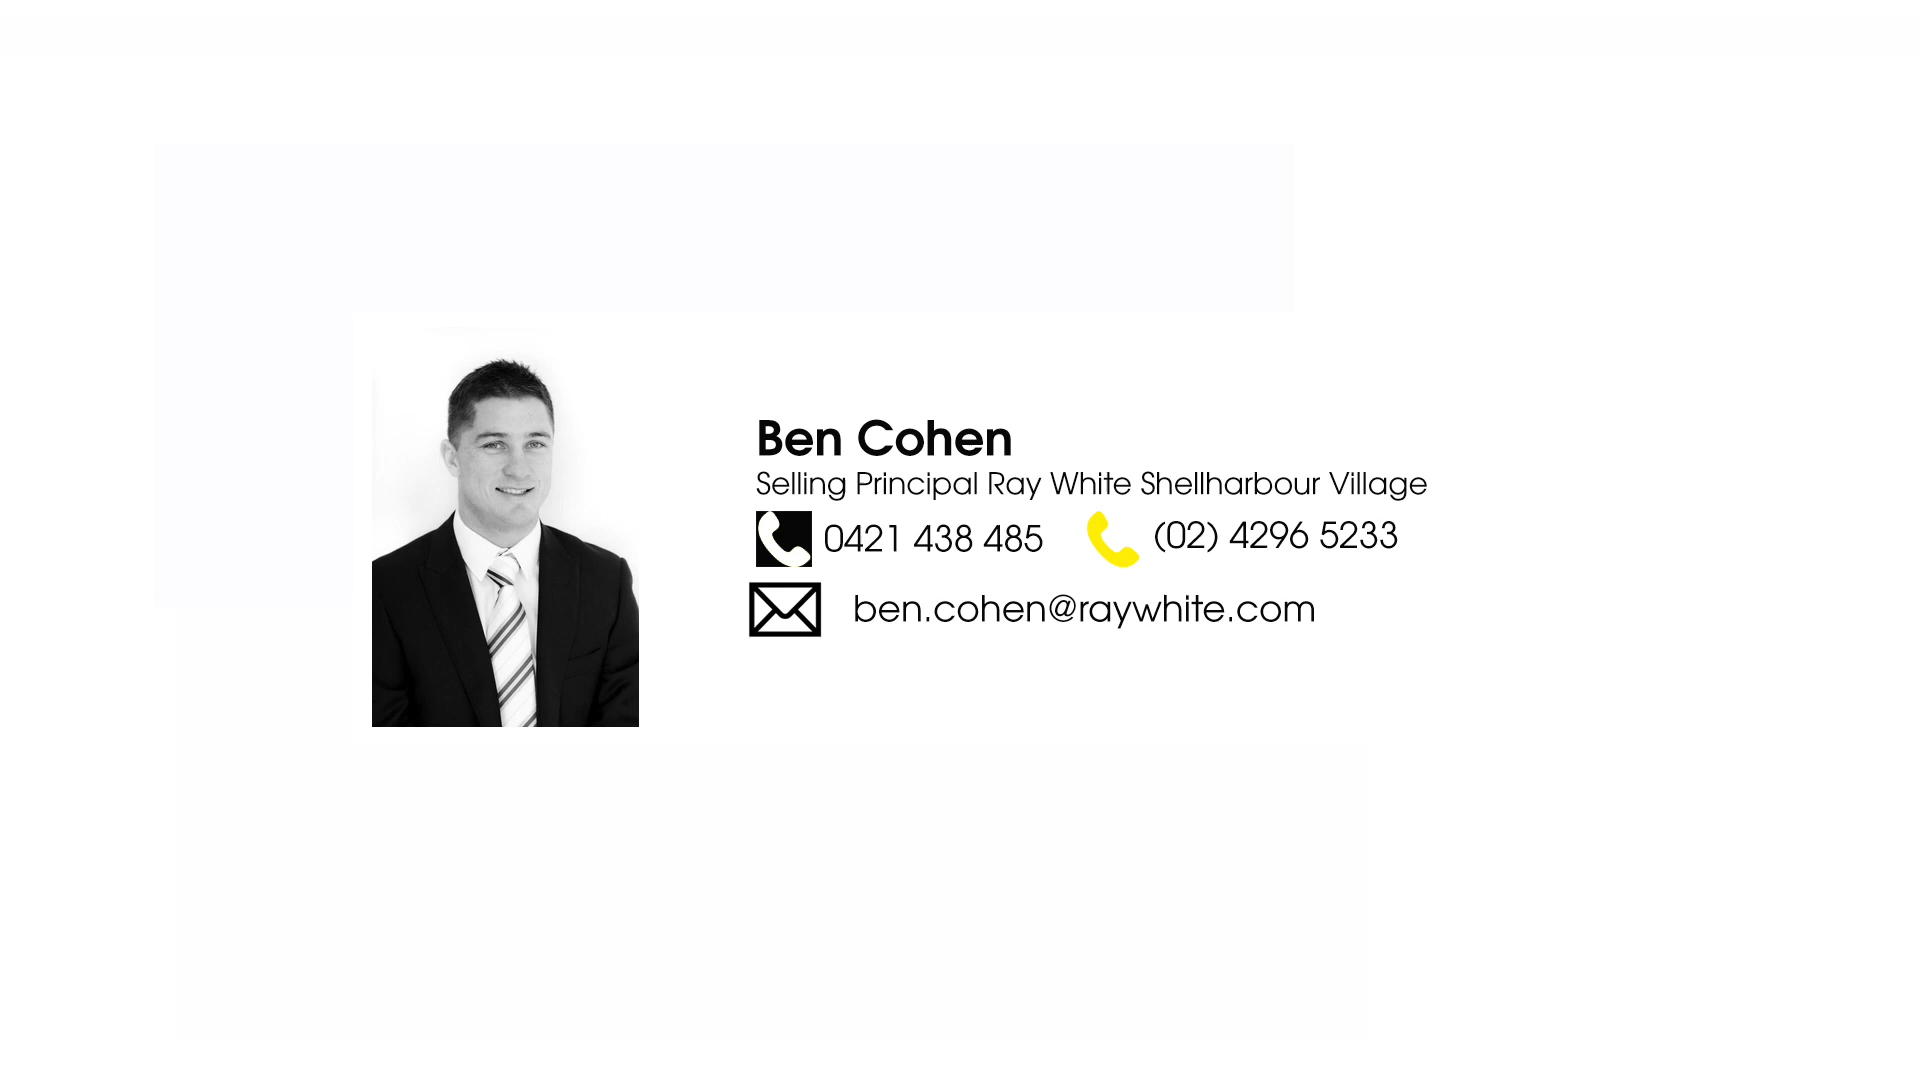 Ben Cohen
Selling Principal Ray White Shellharbour Village
0421 438 485 (02) 4296 5233
ben.cohen@raywhite.com